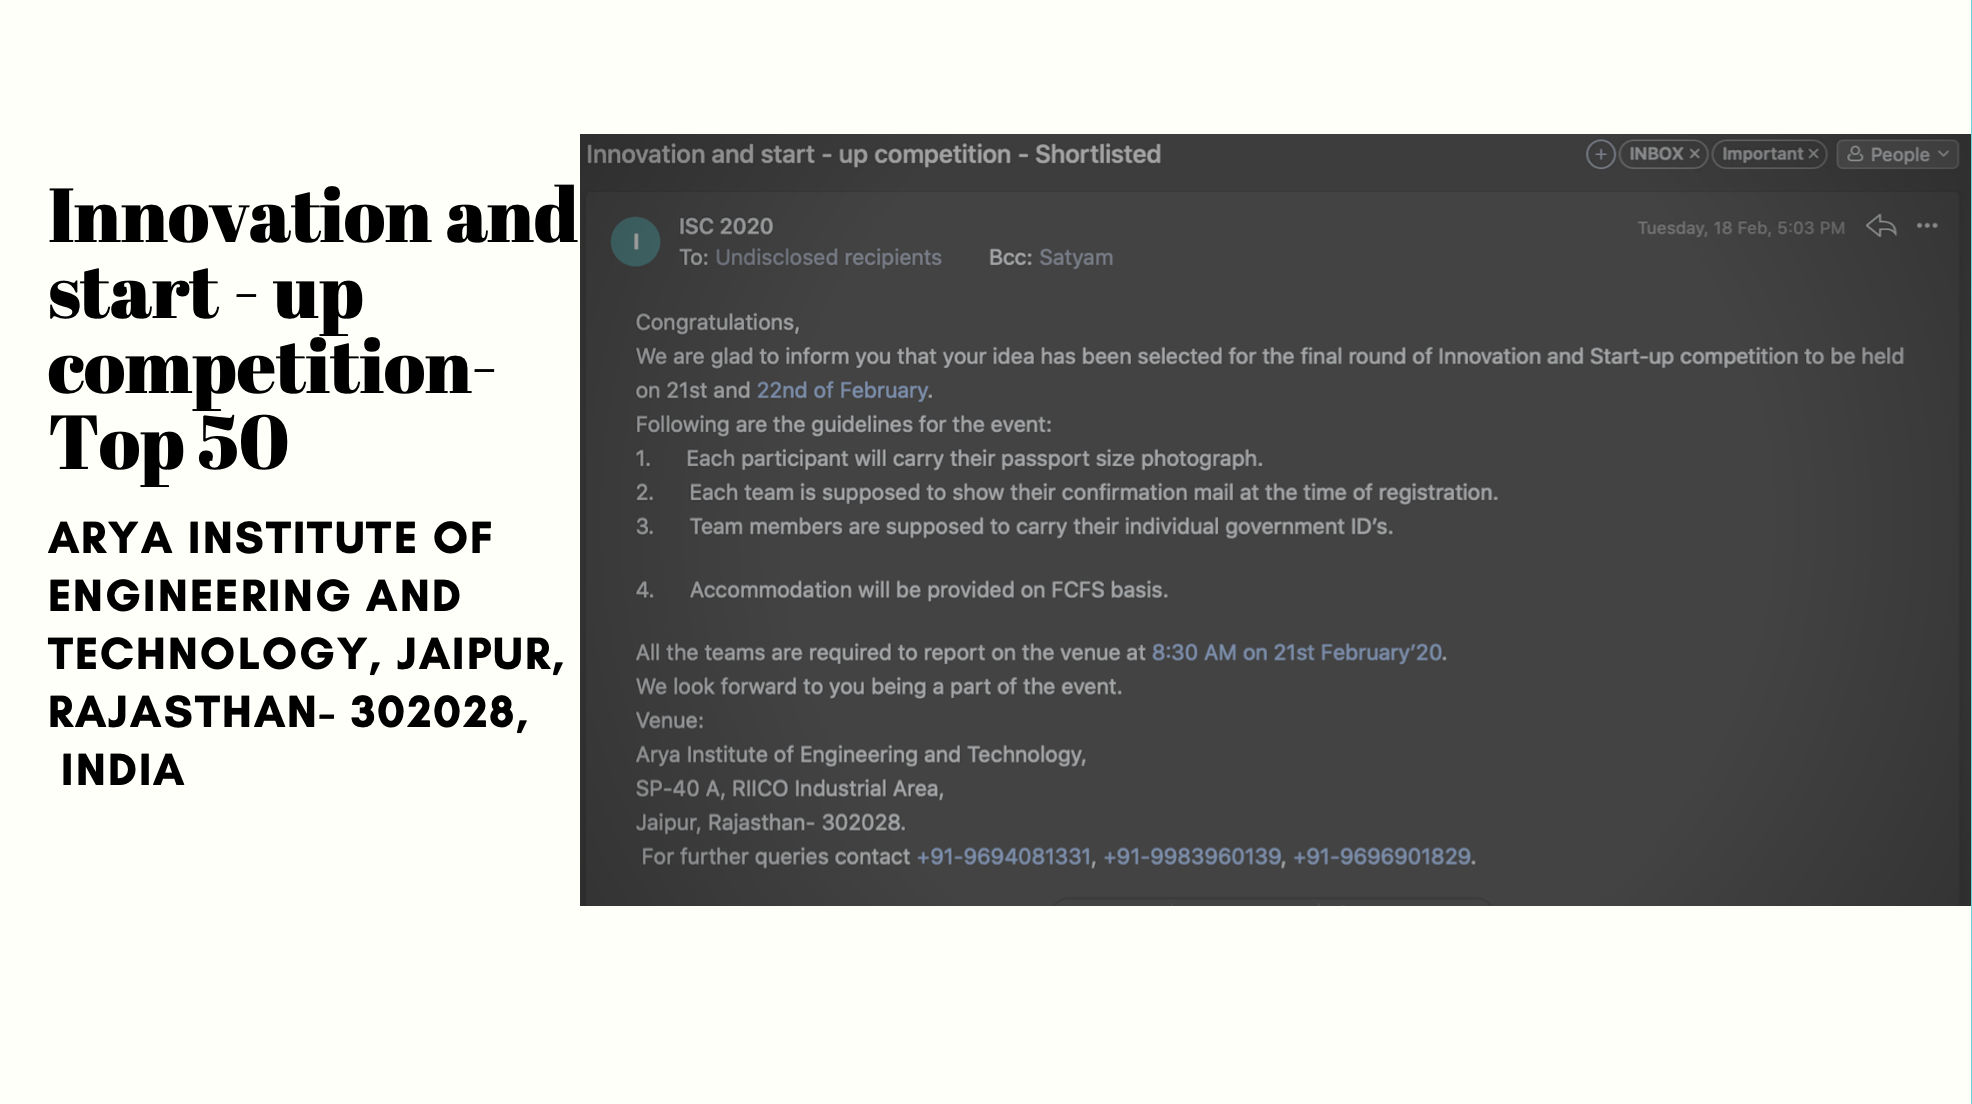 Innovation and
start - up
competition-
Top 50
ARYA INSTITUTE OF
ENGINEERING AND
TECHNOLOGY, JAIPUR,
RAJASTHAN- 302028,
INDIA
Innovation and start - up competition - Shortlisted
INBOX × Important × People
I
ISC 2020
Tuesday, 18 Feb, 5:03 PM
To: Undisclosed recipients Bcc: Satyam
Congratulations,
We are glad to inform you that your idea has been selected for the final round of Innovation and Start-up competition to be held
on 21st and 22nd of February.
Following are the guidelines for the event:
1. Each participant will carry their passport size photograph.
2. Each team is supposed to show their confirmation mail at the time of registration.
3. Team members are supposed to carry their individual government ID’s.
4. Accommodation will be provided on FCFS basis.
All the teams are required to report on the venue at 8:30 AM on 21st February’20.
We look forward to you being a part of the event.
Venue:
Arya Institute of Engineering and Technology,
SP-40 A, RIICO Industrial Area,
Jaipur, Rajasthan- 302028.
For further queries contact +91-9694081331, +91-9983960139, +91-9696901829.